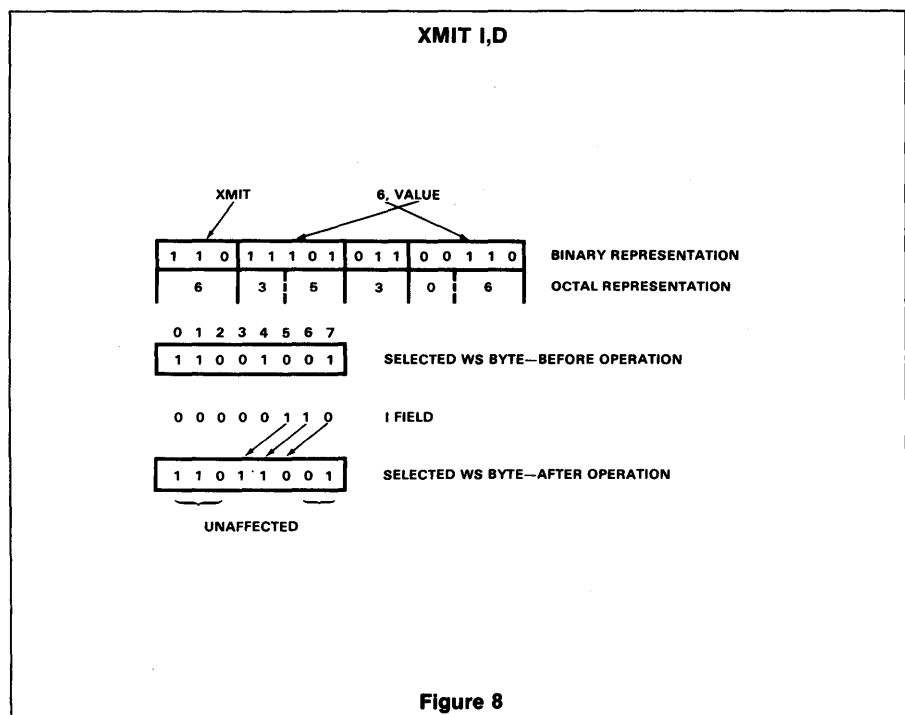 XMIT I,D
XMIT 6, VALUE
1 1 0 1 1 1 0 1 0 1 1 0 0 1 1 0 BINARY REPRESENTATION
6 3 5 3 0 6 OCTAL REPRESENTATION
0 1 2 3 4 5 6 7
1 1 0 0 1 0 0 1 SELECTED WS BYTE—BEFORE OPERATION
0 0 0 0 0 1 1 0 I FIELD
1 1 0 1 1 0 0 1 SELECTED WS BYTE—AFTER OPERATION
UNAFFECTED
Figure 8